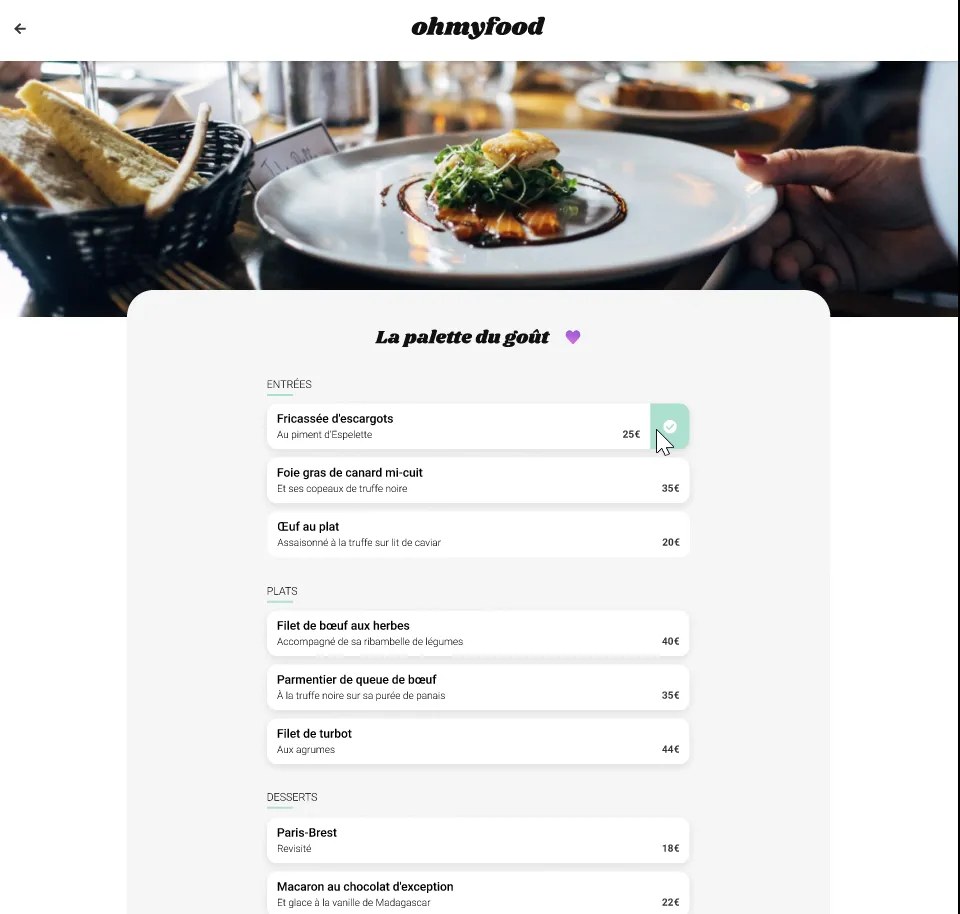 ohmyfood
La palette du goût
ENTRÉES
Fricassée d'escargots
Au piment d'Espelette
25€
Foie gras de canard mi-cuit
Et ses copeaux de truffe noire
35€
Œuf au plat
Assaisonné à la truffe sur lit de caviar
20€
PLATS
Filet de bœuf aux herbes
Accompagné de sa ribambelle de légumes
40€
Parmentier de queue de bœuf
À la truffe noire sur sa purée de panais
35€
Filet de turbot
Aux agrumes
44€
DESSERTS
Paris-Brest
Revisité
18€
Macaron au chocolat d'exception
Et glace à la vanille de Madagascar
22€